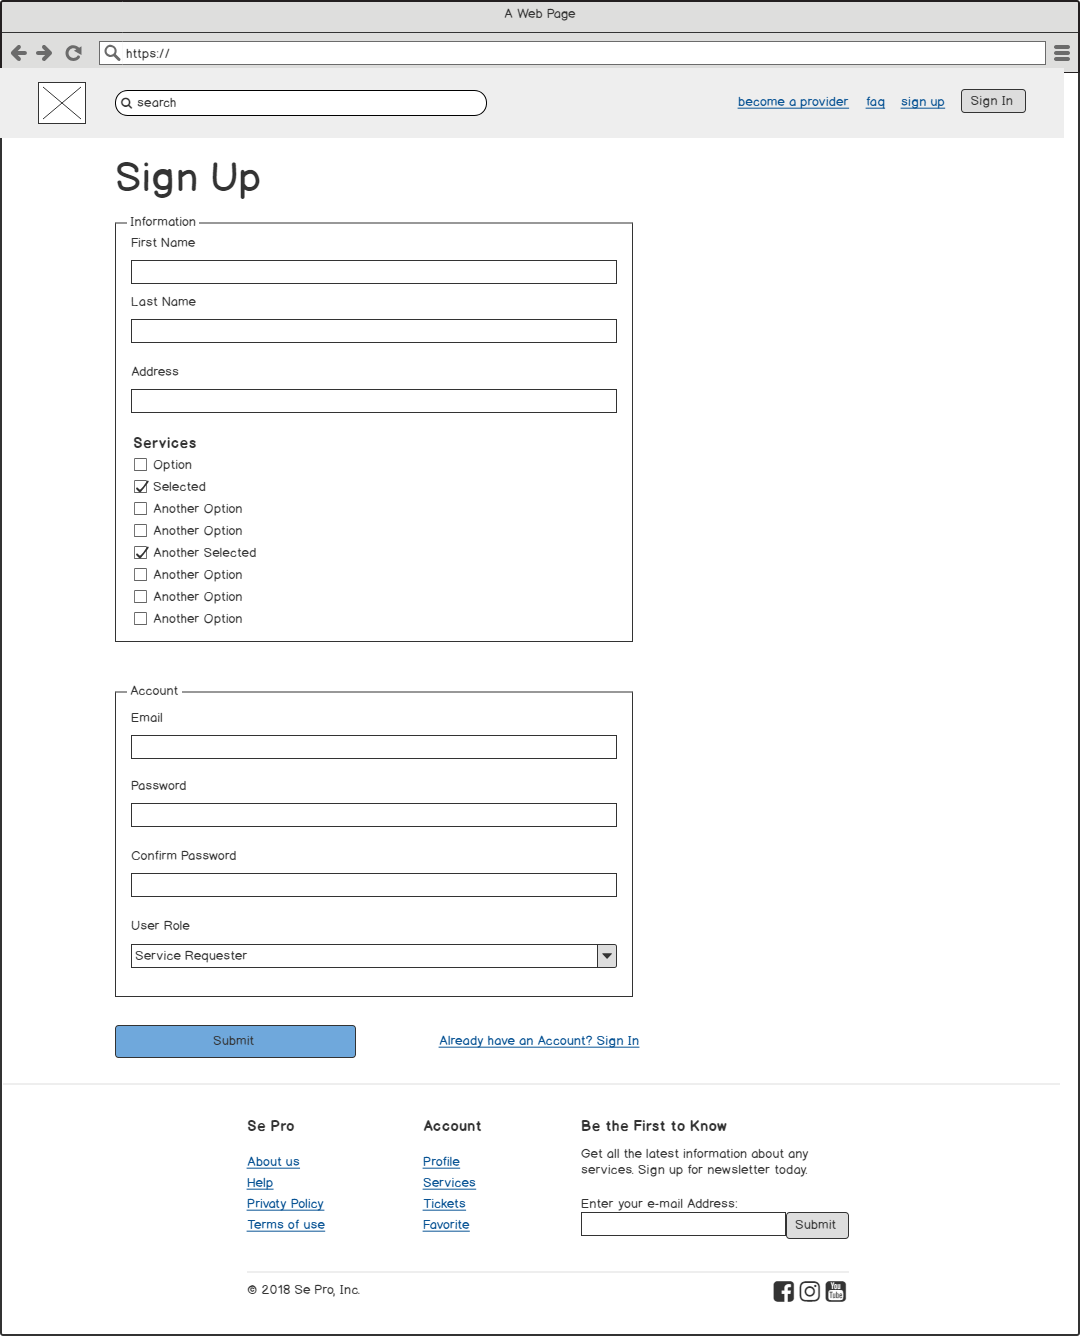 A Web Page
https://
search
become a provider faq sign up Sign In
Sign Up
Information
First Name
Last Name
Address
Services
Option
Selected
Another Option
Another Option
Another Selected
Another Option
Another Option
Another Option
Account
Email
Password
Confirm Password
User Role
Service Requester
Submit
Already have an Account? Sign In
Se Pro
About us
Help
Privaty Policy
Terms of use
Account
Profile
Services
Tickets
Favorite
Be the First to Know
Get all the latest information about any
services. Sign up for newsletter today.
Enter your e-mail Address:
Submit
© 2018 Se Pro, Inc.
You
Tube